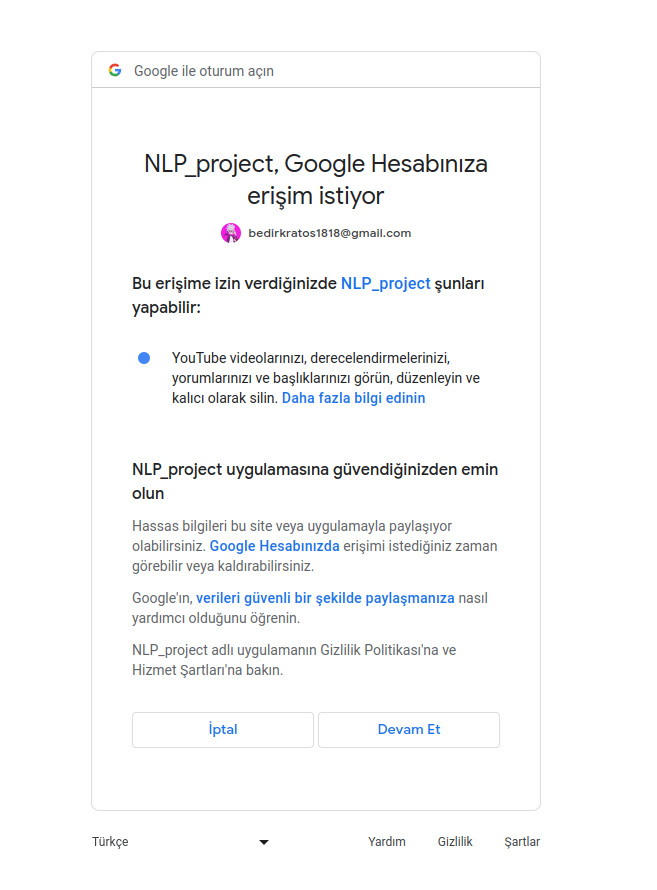 Google ile oturum açın
NLP_project, Google Hesabınıza
erişim istiyor
bedirkratos1818@gmail.com
Bu erişime izin verdiğinizde NLP_project şunları
yapabilir:
YouTube videolarınızı, derecelendirmelerinizi,
yorumlarınızı ve başlıklarınızı görün, düzenleyin ve
kalıcı olarak silin. Daha fazla bilgi edinin
NLP_project uygulamasına güvendiğinizden emin
olun
Hassas bilgileri bu site veya uygulamayla paylaşıyor
olabilirsiniz. Google Hesabınızda erişimi istediğiniz zaman
görebilir veya kaldırabilirsiniz.
Google'ın, verileri güvenli bir şekilde paylaşmanıza nasıl
yardımcı olduğunu öğrenin.
NLP_project adlı uygulamanın Gizlilik Politikası'na ve
Hizmet Şartları'na bakın.
İptal Devam Et
Türkçe Yardım Gizlilik Şartlar